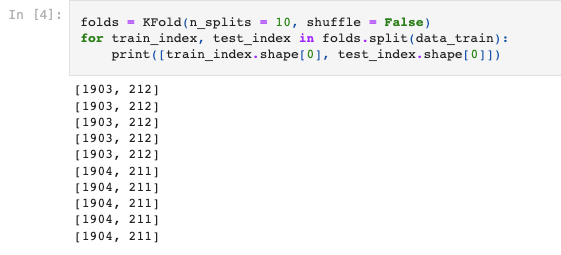 In [4]:
folds = KFold(n_splits = 10, shuffle = False)
for train_index, test_index in folds.split(data_train):
    print([train_index.shape[0], test_index.shape[0]])
[1903, 212]
[1903, 212]
[1903, 212]
[1903, 212]
[1903, 212]
[1904, 211]
[1904, 211]
[1904, 211]
[1904, 211]
[1904, 211]